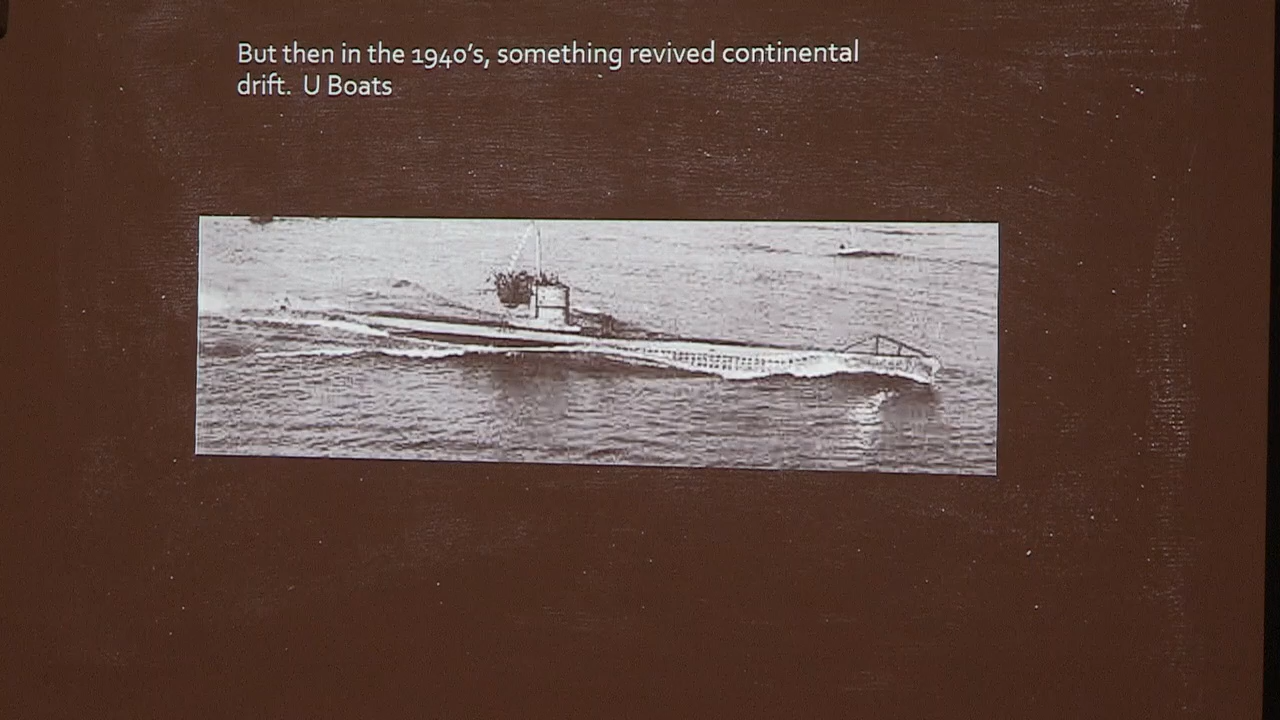 But then in the 1940's, something revived continental
drift.  U Boats